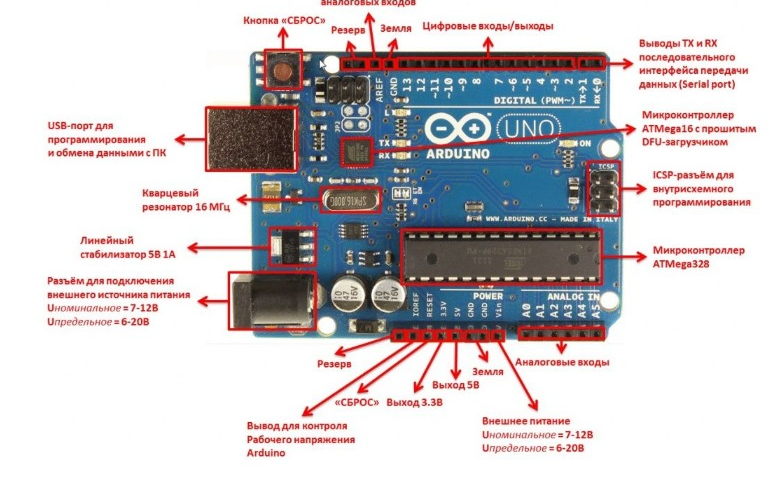 аналоговых входов
Кнопка «СБРОС»
Резерв
Земля
Цифровые входы/выходы
Выводы TX и RX
последовательного
интерфейса передачи
данных (Serial port)
AREF
GND
13
12
~11
~10
~9
8
7
~6
~5
4
~3
2
TX→1
RX←0
DIGITAL (PWM~)
USB-порт для
программирования
и обмена данными с ПК
L
TX
RX
ARDUINO
UNO
ON
Микроконтроллер
ATMega16 с прошитым
DFU-загрузчиком
ICSP
ICSP-разъём для
внутрисхемного
программирования
Кварцевый
резонатор 16 МГц
SPK16.000G
WWW.ARDUINO.CC - MADE IN ITALY
Линейный
стабилизатор 5В 1А
Микроконтроллер
ATMega328
Разъём для подключения
внешнего источника питания
Uноминальное = 7-12В
Uпредельное = 6-20В
47
16V
47
16V
POWER
ANALOG IN
IOREF
RESET
3.3V
5V
GND
GND
Vin
A0
A1
A2
A3
A4
A5
Резерв
«СБРОС»
Выход 3.3В
Выход 5В
Земля
Аналоговые входы
Вывод для контроля
Рабочего напряжения
Arduino
Внешнее питание
Uноминальное = 7-12В
Uпредельное = 6-20В